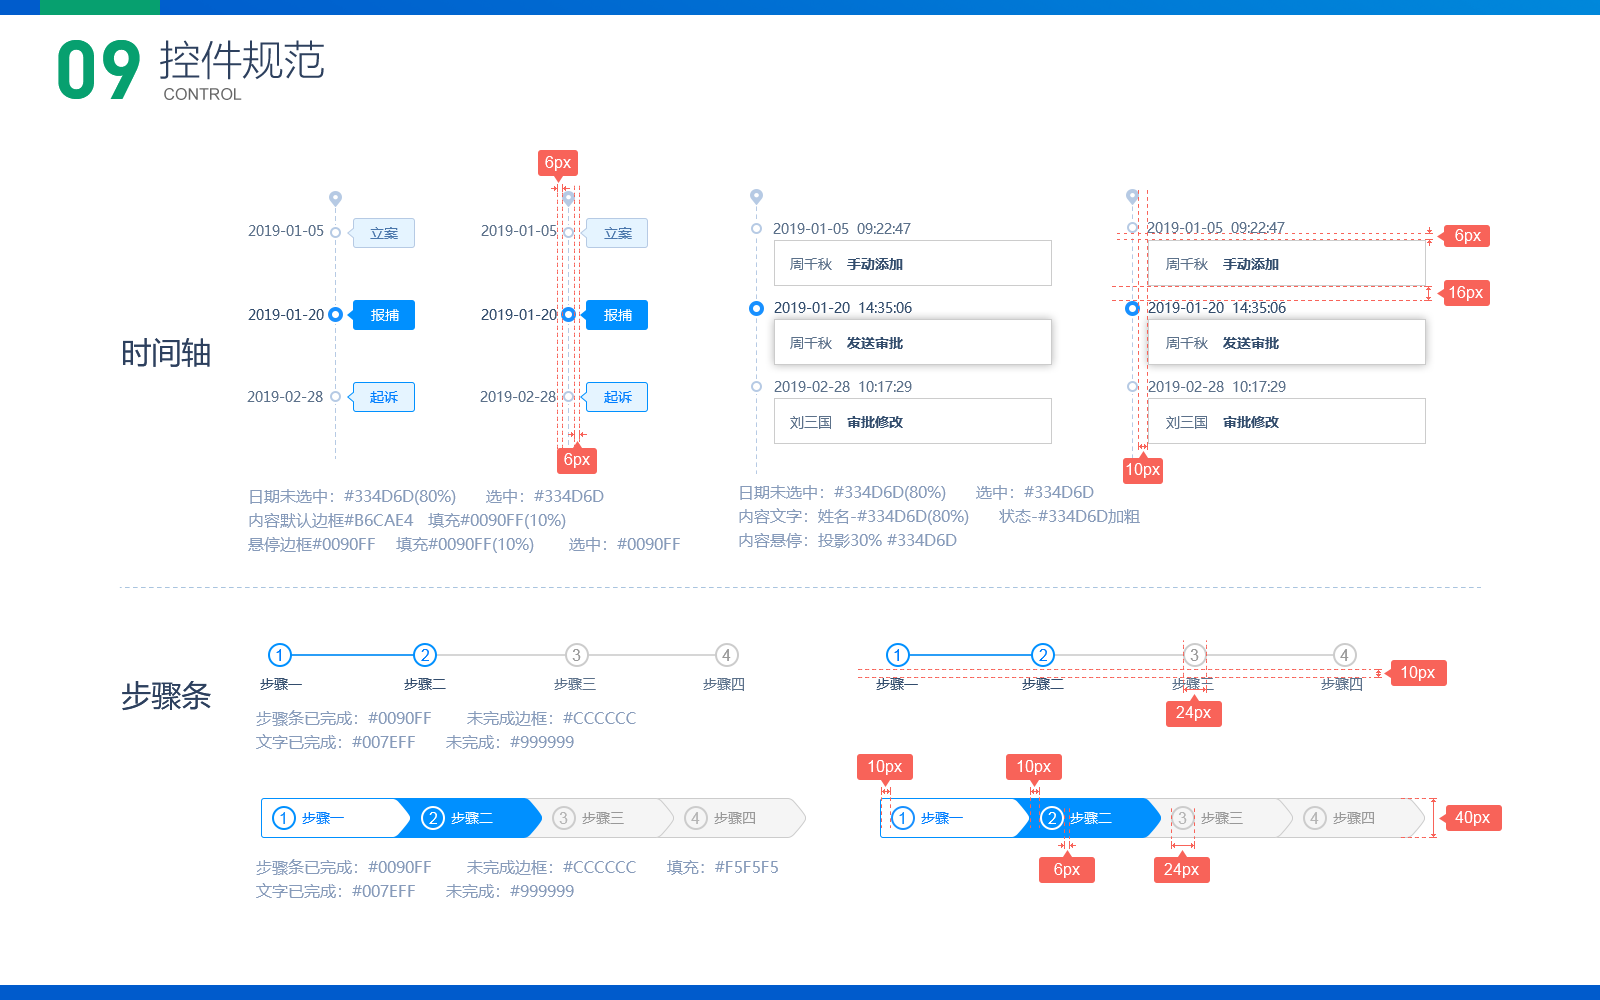 09 控件规范
CONTROL
时间轴
6px
2019-01-05 立案
2019-01-20 报捕
2019-02-28 起诉
2019-01-05 立案
2019-01-20 报捕
2019-02-28 起诉
6px
日期未选中：#334D6D(80%) 选中：#334D6D
内容默认边框#B6CAE4 填充#0090FF(10%)
悬停边框#0090FF 填充#0090FF(10%) 选中：#0090FF
2019-01-05 09:22:47
周千秋 手动添加
2019-01-20 14:35:06
周千秋 发送审批
2019-02-28 10:17:29
刘三国 审批修改
2019-01-05 09:22:47
6px
周千秋 手动添加
16px
2019-01-20 14:35:06
周千秋 发送审批
2019-02-28 10:17:29
刘三国 审批修改
10px
日期未选中：#334D6D(80%) 选中：#334D6D
内容文字：姓名-#334D6D(80%) 状态-#334D6D加粗
内容悬停：投影30% #334D6D
步骤条
1 2 3 4
步骤一 步骤二 步骤三 步骤四
1 2 3 4
10px
步骤一 步骤二 步骤三 步骤四
24px
步骤条已完成：#0090FF 未完成边框：#CCCCCC
文字已完成：#007EFF 未完成：#999999
10px 10px
1 步骤一 2 步骤二 3 步骤三 4 步骤四
1 步骤一 2 步骤二 3 步骤三 4 步骤四
40px
6px 24px
步骤条已完成：#0090FF 未完成边框：#CCCCCC 填充：#F5F5F5
文字已完成：#007EFF 未完成：#999999